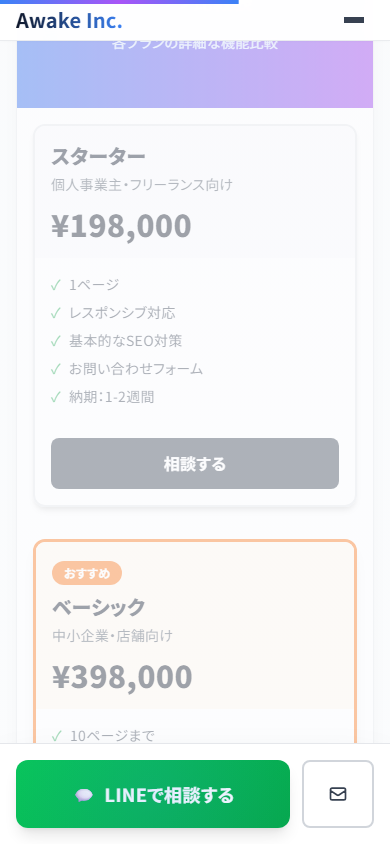 Awake Inc.
各プランの詳細な機能比較
スターター
個人事業主・フリーランス向け
¥198,000
✓ 1ページ
✓ レスポンシブ対応
✓ 基本的なSEO対策
✓ お問い合わせフォーム
✓ 納期：1-2週間
相談する
おすすめ
ベーシック
中小企業・店舗向け
¥398,000
✓ 10ページまで
LINEで相談する